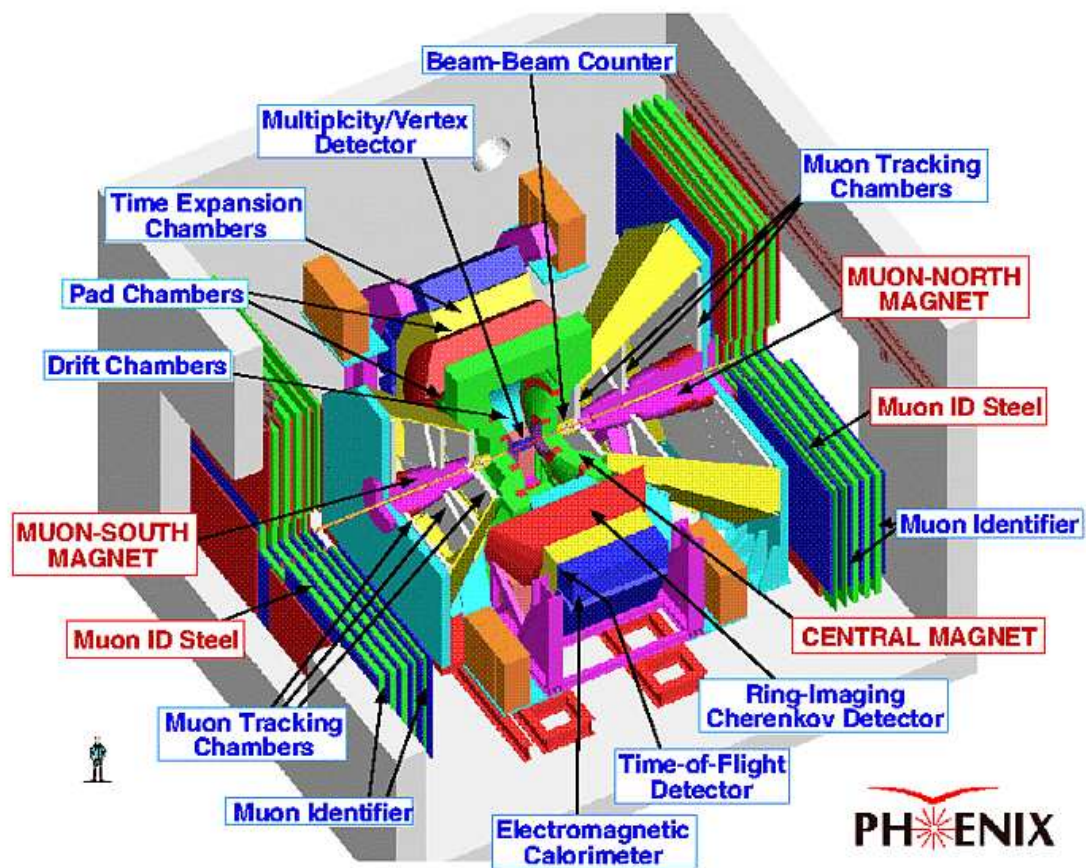 Beam-Beam Counter
Multiplcity/Vertex
Detector
Muon Tracking
Chambers
Time Expansion
Chambers
MUON-NORTH
MAGNET
Pad Chambers
Drift Chambers
Muon ID Steel
MUON-SOUTH
MAGNET
Muon Identifier
Muon ID Steel
CENTRAL MAGNET
Ring-Imaging
Cherenkov Detector
Muon Tracking
Chambers
Time-of-Flight
Detector
Muon Identifier
Electromagnetic
Calorimeter
PHENIX